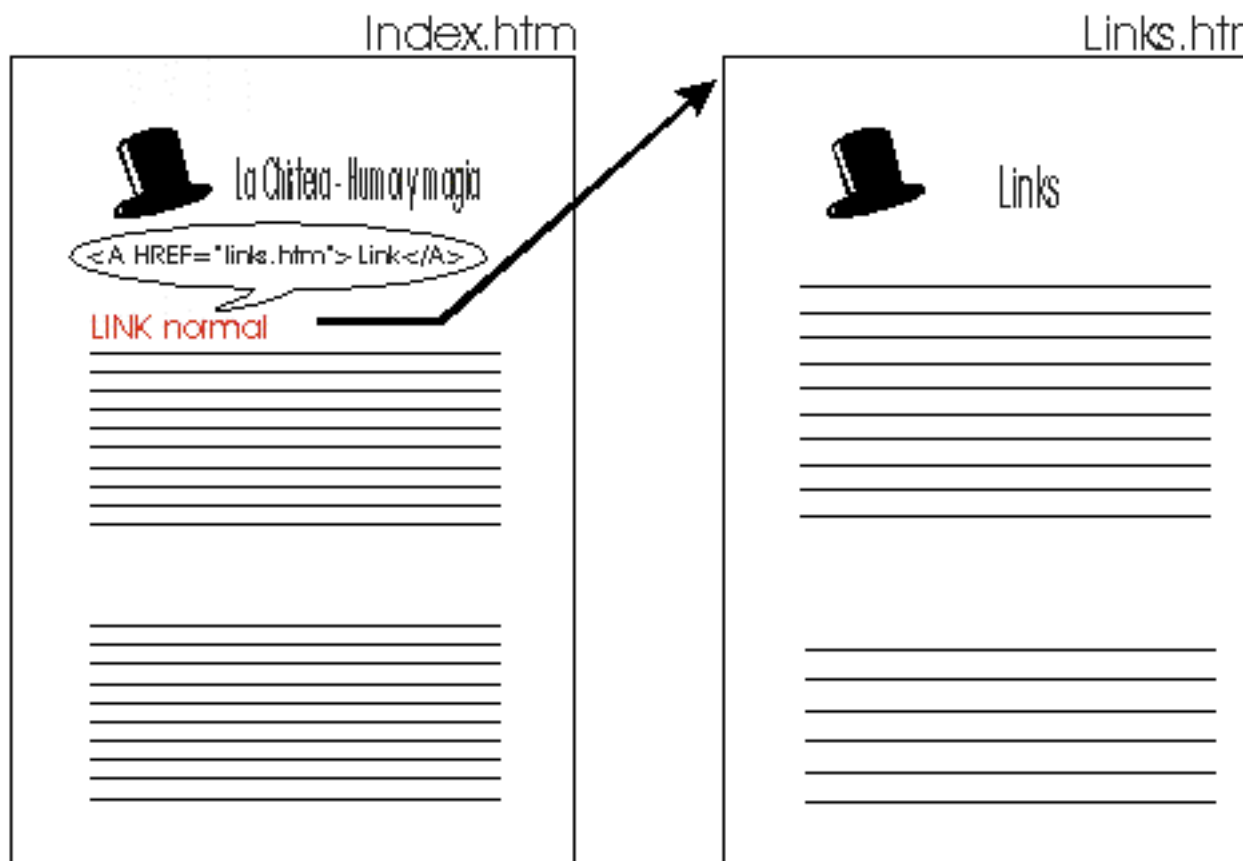 Index.htm
La Chistera - Humor y magia
<A HREF="links.htm"> Link</A>
LINK normal
Links.htm
Links